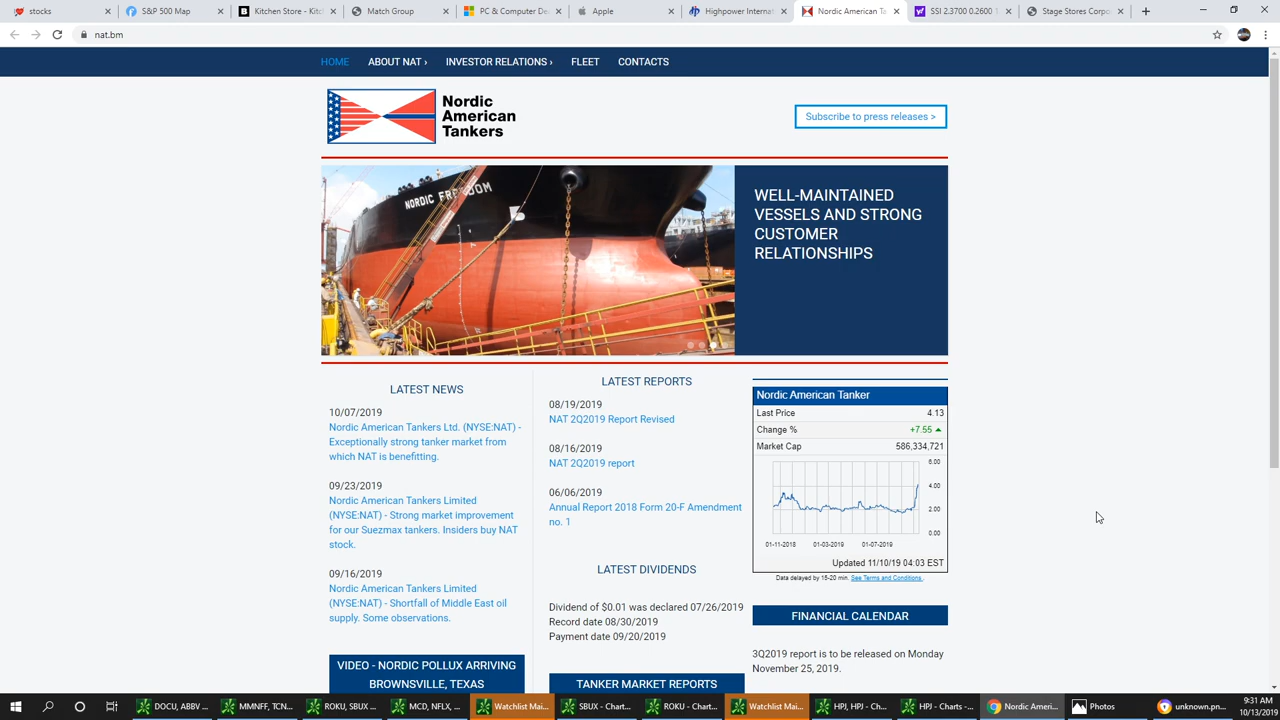 stocks
S&P 500 Map
Kitchen Store - Kitc
Match Group
PC & Computer De
Apple
Highpower Internat
Nordic American Ta
SSI 2.3700 0.2600 1
Stage Stores Corpo
nat.bm
HOME
ABOUT NAT ›
INVESTOR RELATIONS ›
FLEET
CONTACTS
Nordic
American
Tankers
Subscribe to press releases >
NORDIC FREEDOM
WELL-MAINTAINED
VESSELS AND STRONG
CUSTOMER
RELATIONSHIPS
LATEST NEWS
10/07/2019
Nordic American Tankers Ltd. (NYSE:NAT) -
Exceptionally strong tanker market from
which NAT is benefitting.
09/23/2019
Nordic American Tankers Limited
(NYSE:NAT) - Strong market improvement
for our Suezmax tankers. Insiders buy NAT
stock.
09/16/2019
Nordic American Tankers Limited
(NYSE:NAT) - Shortfall of Middle East oil
supply. Some observations.
VIDEO - NORDIC POLLUX ARRIVING
BROWNSVILLE, TEXAS
LATEST REPORTS
08/19/2019
NAT 2Q2019 Report Revised
08/16/2019
NAT 2Q2019 report
06/06/2019
Annual Report 2018 Form 20-F Amendment
no. 1
LATEST DIVIDENDS
Dividend of $0.01 was declared 07/26/2019
Record date 08/30/2019
Payment date 09/20/2019
TANKER MARKET REPORTS
Nordic American Tanker
Last Price 4.13
Change % +7.55
Market Cap 586,334,721
6.00
4.00
2.00
0.00
01-11-2018 01-03-2019 01-07-2019
Updated 11/10/19 04:03 EST
Data delayed by 15-20 min. See Terms and Conditions .
FINANCIAL CALENDAR
3Q2019 report is to be released on Monday
November 25, 2019.
DOCU, ABBV ...
MMNFF, TCN...
ROKU, SBUX ...
MCD, NFLX, ...
Watchlist Mai...
SBUX - Chart...
ROKU - Chart...
Watchlist Mai...
HPJ, HPJ - Ch...
HPJ - Charts -...
Nordic Ameri...
Photos
unknown.pn...
9:31 AM
10/13/2019